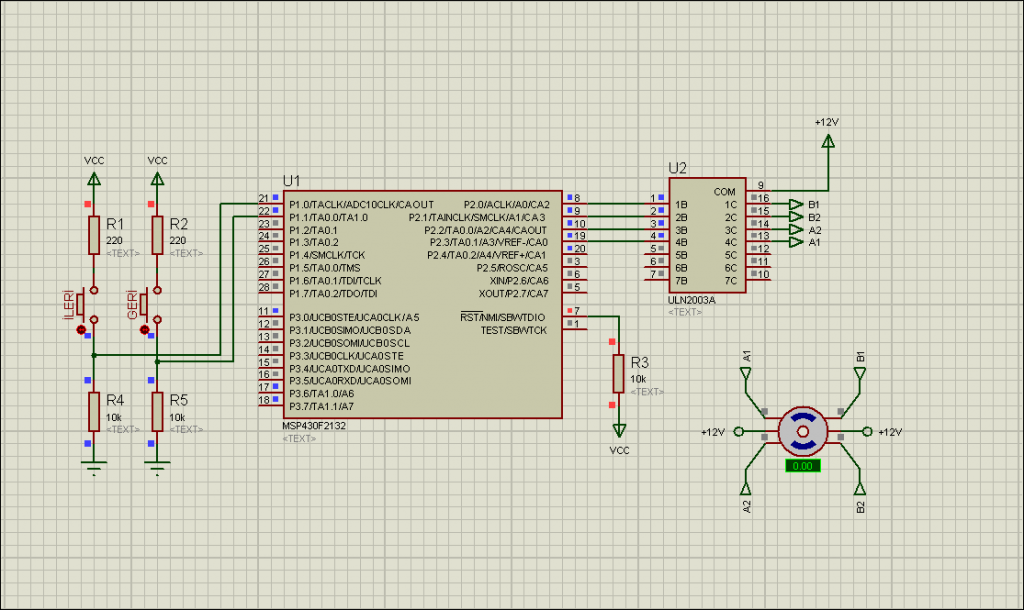 VCC
VCC
R1
220
<TEXT>
R2
220
<TEXT>
İLERİ
GERİ
R4
10k
<TEXT>
R5
10k
<TEXT>
U1
21 P1.0/TACLK/ADC10CLK/CAOUT
22 P1.1/TA0.0/TA1.0
23 P1.2/TA0.1
24 P1.3/TA0.2
25 P1.4/SMCLK/TCK
26 P1.5/TA0.0/TMS
27 P1.6/TA0.1/TDI/TCLK
28 P1.7/TA0.2/TDO/TDI
11 P3.0/UCB0STE/UCA0CLK/A5
12 P3.1/UCB0SIMO/UCB0SDA
13 P3.2/UCB0SOMI/UCB0SCL
14 P3.3/UCB0CLK/UCA0STE
15 P3.4/UCA0TXD/UCA0SIMO
16 P3.5/UCA0RXD/UCA0SOMI
17 P3.6/TA1.0/A6
18 P3.7/TA1.1/A7
P2.0/ACLK/A0/CA2 8
P2.1/TAINCLK/SMCLK/A1/CA3 9
P2.2/TA0.0/A2/CA4/CAOUT 10
P2.3/TA0.1/A3/VREF-/CA0 19
P2.4/TA0.2/A4/VREF+/CA1 20
P2.5/ROSC/CA5 3
XIN/P2.6/CA6 6
XOUT/P2.7/CA7 5
RST/NMI/SBWTDIO 7
TEST/SBWTCK 1
MSP430F2132
<TEXT>
R3
10k
<TEXT>
VCC
U2
1 1B
2 2B
3 3B
4 4B
5 5B
6 6B
7 7B
COM 9
1C 16
2C 15
3C 14
4C 13
5C 12
6C 11
7C 10
ULN2003A
<TEXT>
+12V
B1
B2
A2
A1
A1
B1
+12V
+12V
0.00
A2
B2